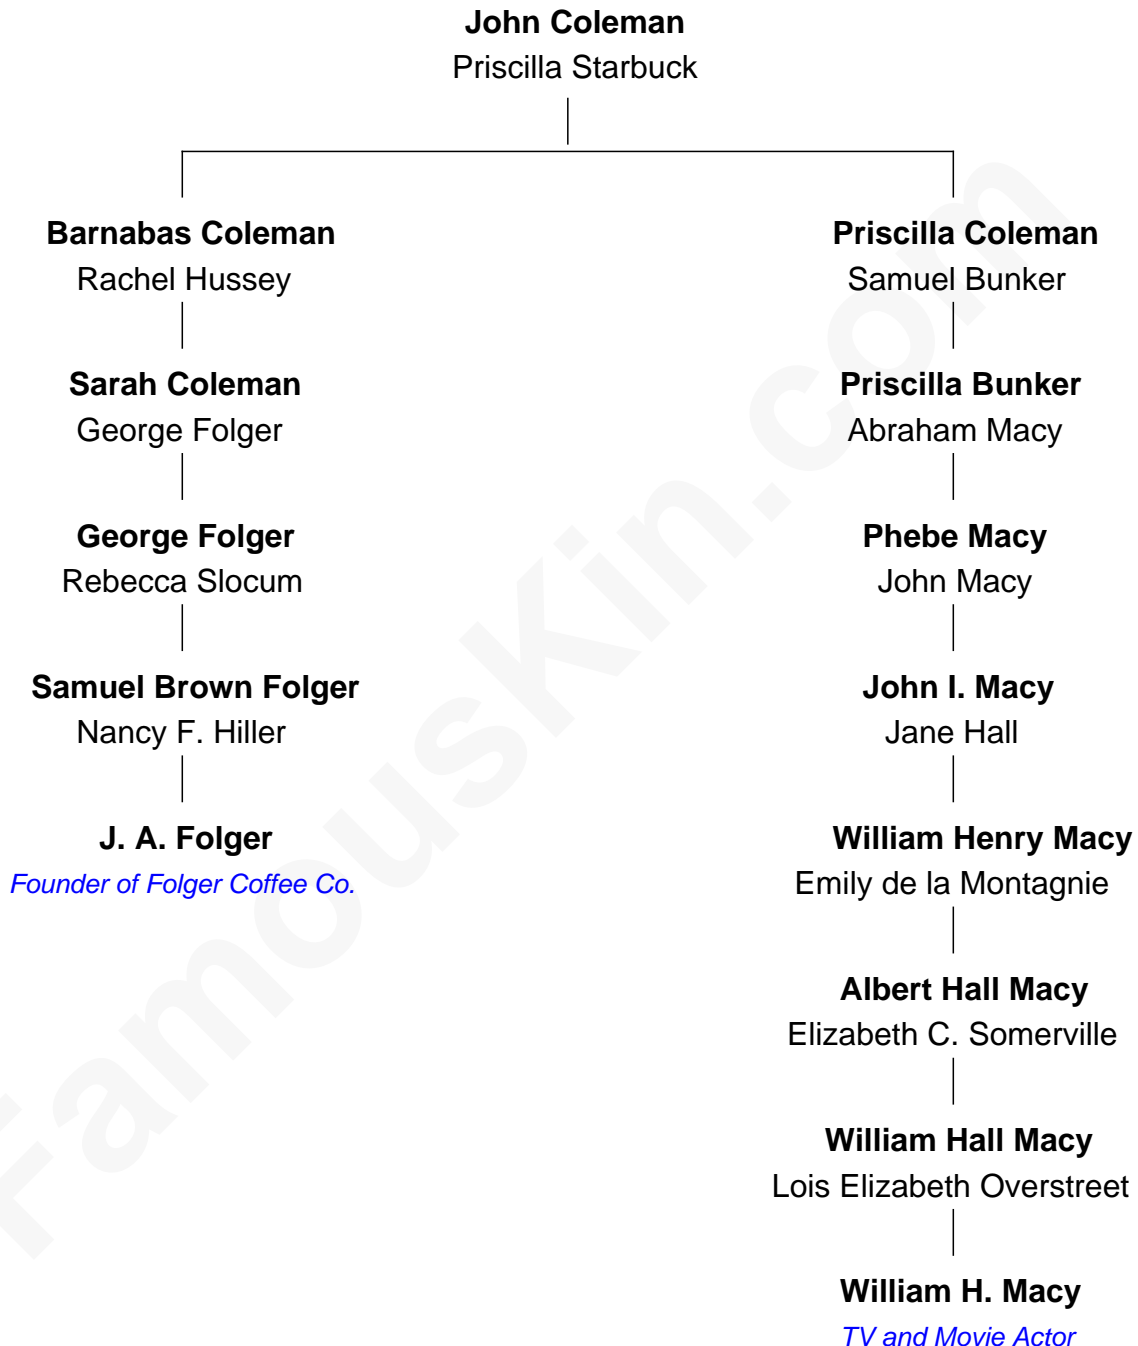 John Coleman
Priscilla Starbuck
Barnabas Coleman
Rachel Hussey
Sarah Coleman
George Folger
George Folger
Rebecca Slocum
Samuel Brown Folger
Nancy F. Hiller
J. A. Folger
Founder of Folger Coffee Co.
Priscilla Coleman
Samuel Bunker
Priscilla Bunker
Abraham Macy
Phebe Macy
John Macy
John I. Macy
Jane Hall
William Henry Macy
Emily de la Montagnie
Albert Hall Macy
Elizabeth C. Somerville
William Hall Macy
Lois Elizabeth Overstreet
William H. Macy
TV and Movie Actor
FamousKin.com